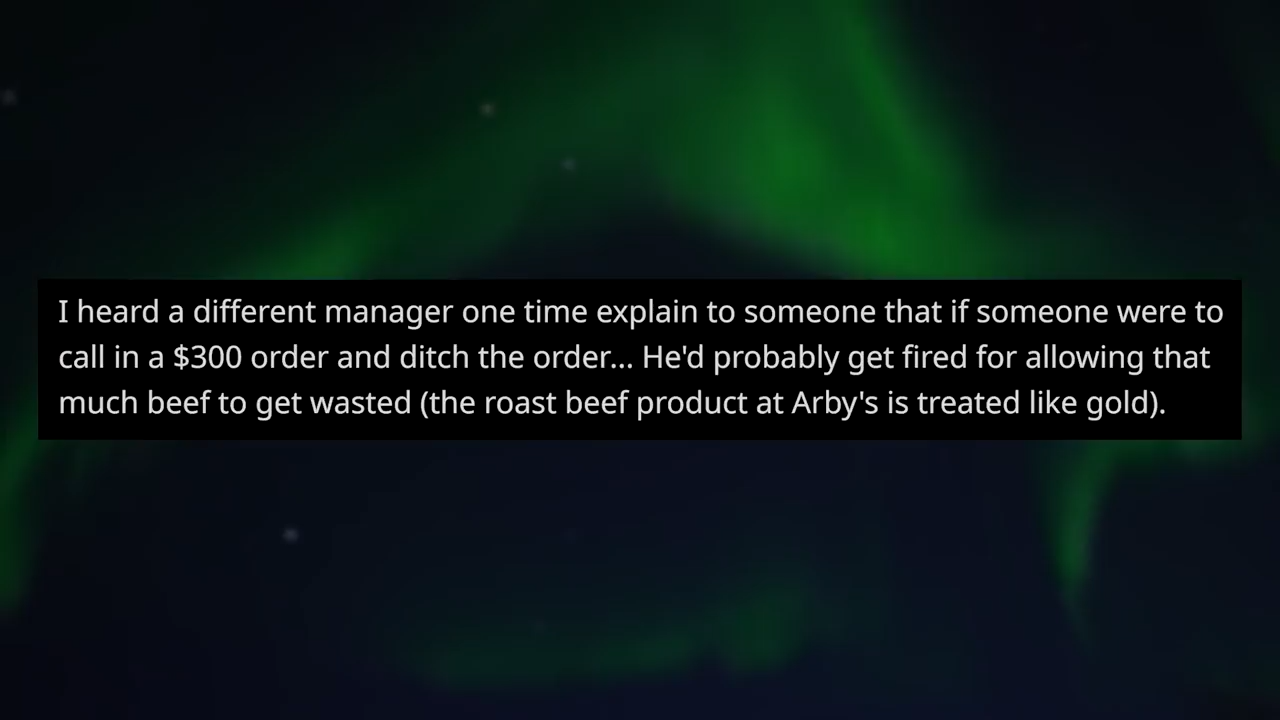 I heard a different manager one time explain to someone that if someone were to
call in a $300 order and ditch the order... He'd probably get fired for allowing that
much beef to get wasted (the roast beef product at Arby's is treated like gold).